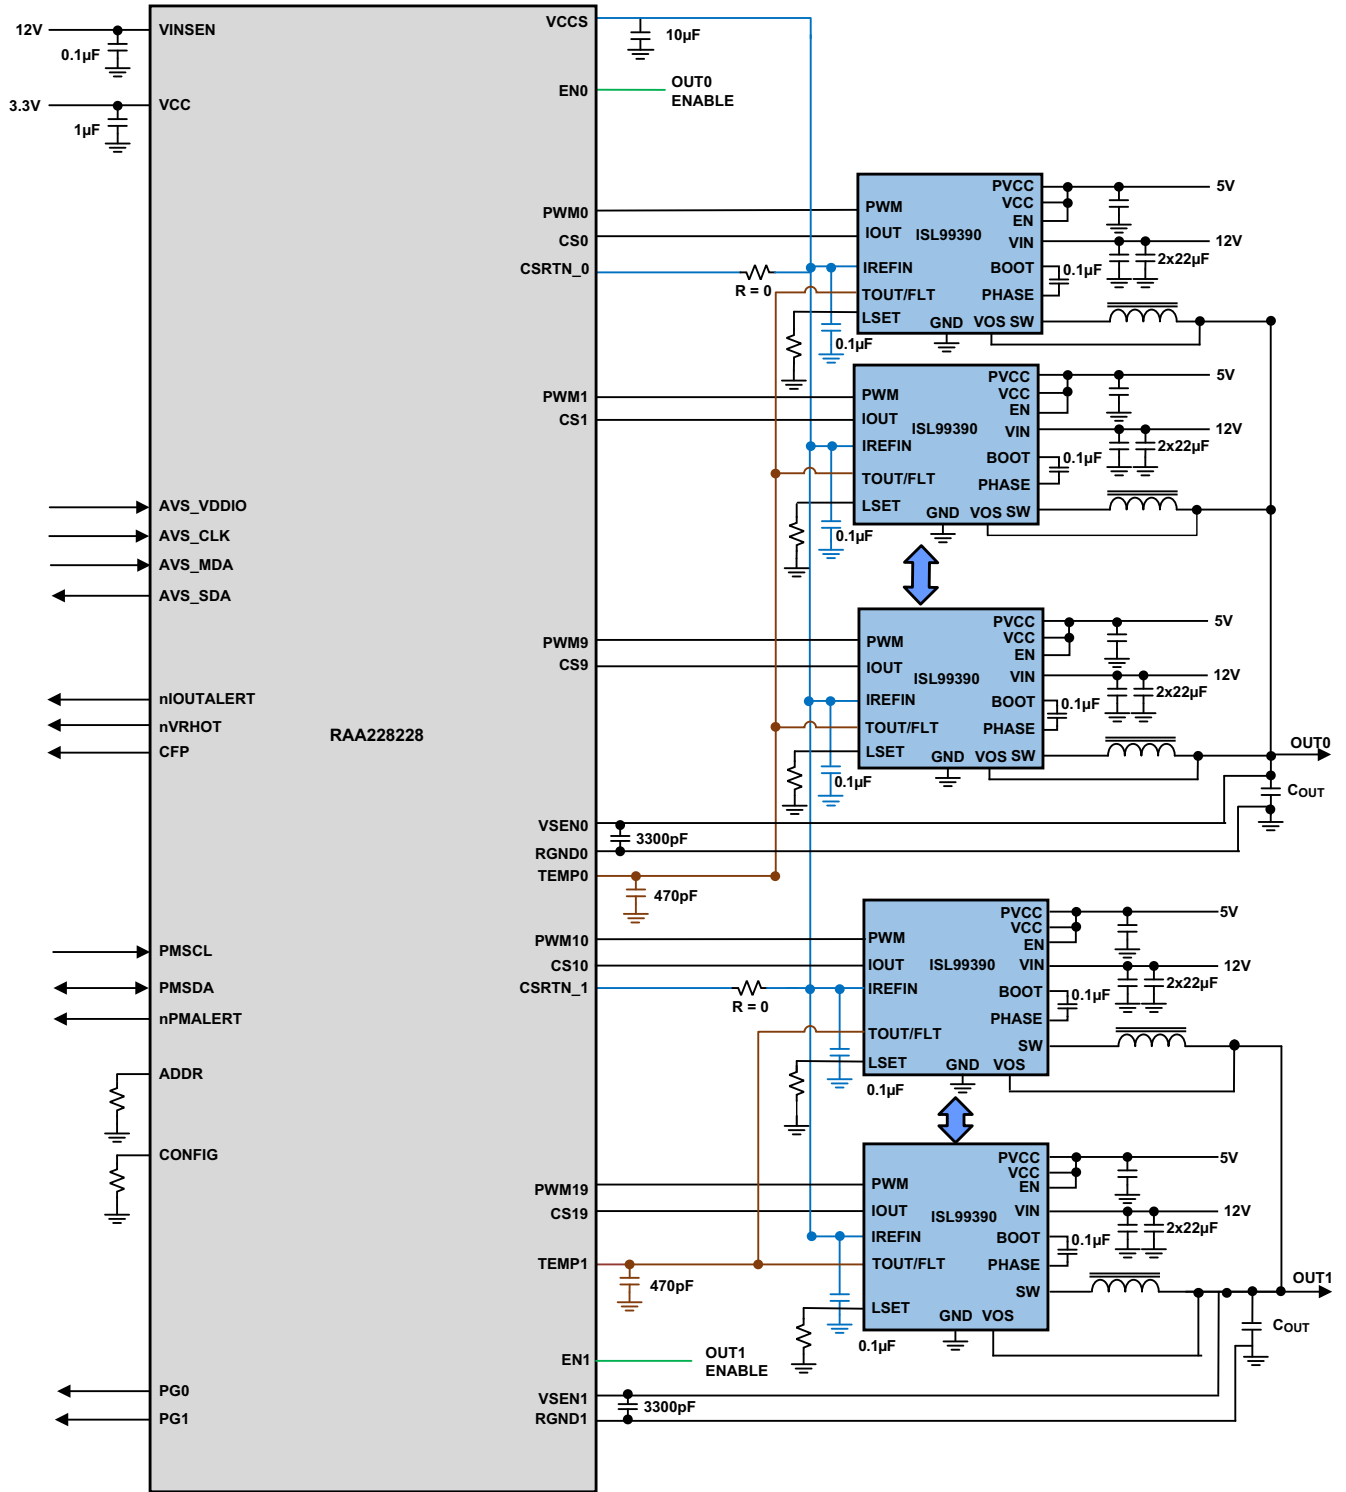 12V
VINSEN
0.1µF
3.3V
VCC
1µF
AVS_VDDIO
AVS_CLK
AVS_MDA
AVS_SDA
nIOUTALERT
nVRHOT
CFP
PMSCL
PMSDA
nPMALERT
ADDR
CONFIG
PG0
PG1
RAA228228
VCCS
10µF
EN0
OUT0
ENABLE
PWM0
CS0
CSRTN_0
R = 0
PWM1
CS1
PWM9
CS9
VSEN0
3300pF
RGND0
TEMP0
470pF
PWM10
CS10
CSRTN_1
R = 0
PWM19
CS19
TEMP1
470pF
EN1
OUT1
ENABLE
VSEN1
3300pF
RGND1
PWM
IOUT
IREFIN
TOUT/FLT
LSET
ISL99390
PVCC
VCC
EN
VIN
BOOT
PHASE
GND
VOS SW
5V
12V
2x22µF
0.1µF
0.1µF
PWM
IOUT
IREFIN
TOUT/FLT
LSET
ISL99390
PVCC
VCC
EN
VIN
BOOT
PHASE
GND
VOS SW
5V
12V
2x22µF
0.1µF
0.1µF
PWM
IOUT
IREFIN
TOUT/FLT
LSET
ISL99390
PVCC
VCC
EN
VIN
BOOT
PHASE
GND
VOS SW
5V
12V
2x22µF
0.1µF
0.1µF
OUT0
COUT
PWM
IOUT
IREFIN
TOUT/FLT
LSET
ISL99390
PVCC
VCC
EN
VIN
BOOT
PHASE
SW
GND
VOS
5V
12V
2x22µF
0.1µF
0.1µF
PWM
IOUT
IREFIN
TOUT/FLT
LSET
ISL99390
PVCC
VCC
EN
VIN
BOOT
PHASE
SW
GND
VOS
5V
12V
2x22µF
0.1µF
0.1µF
OUT1
COUT